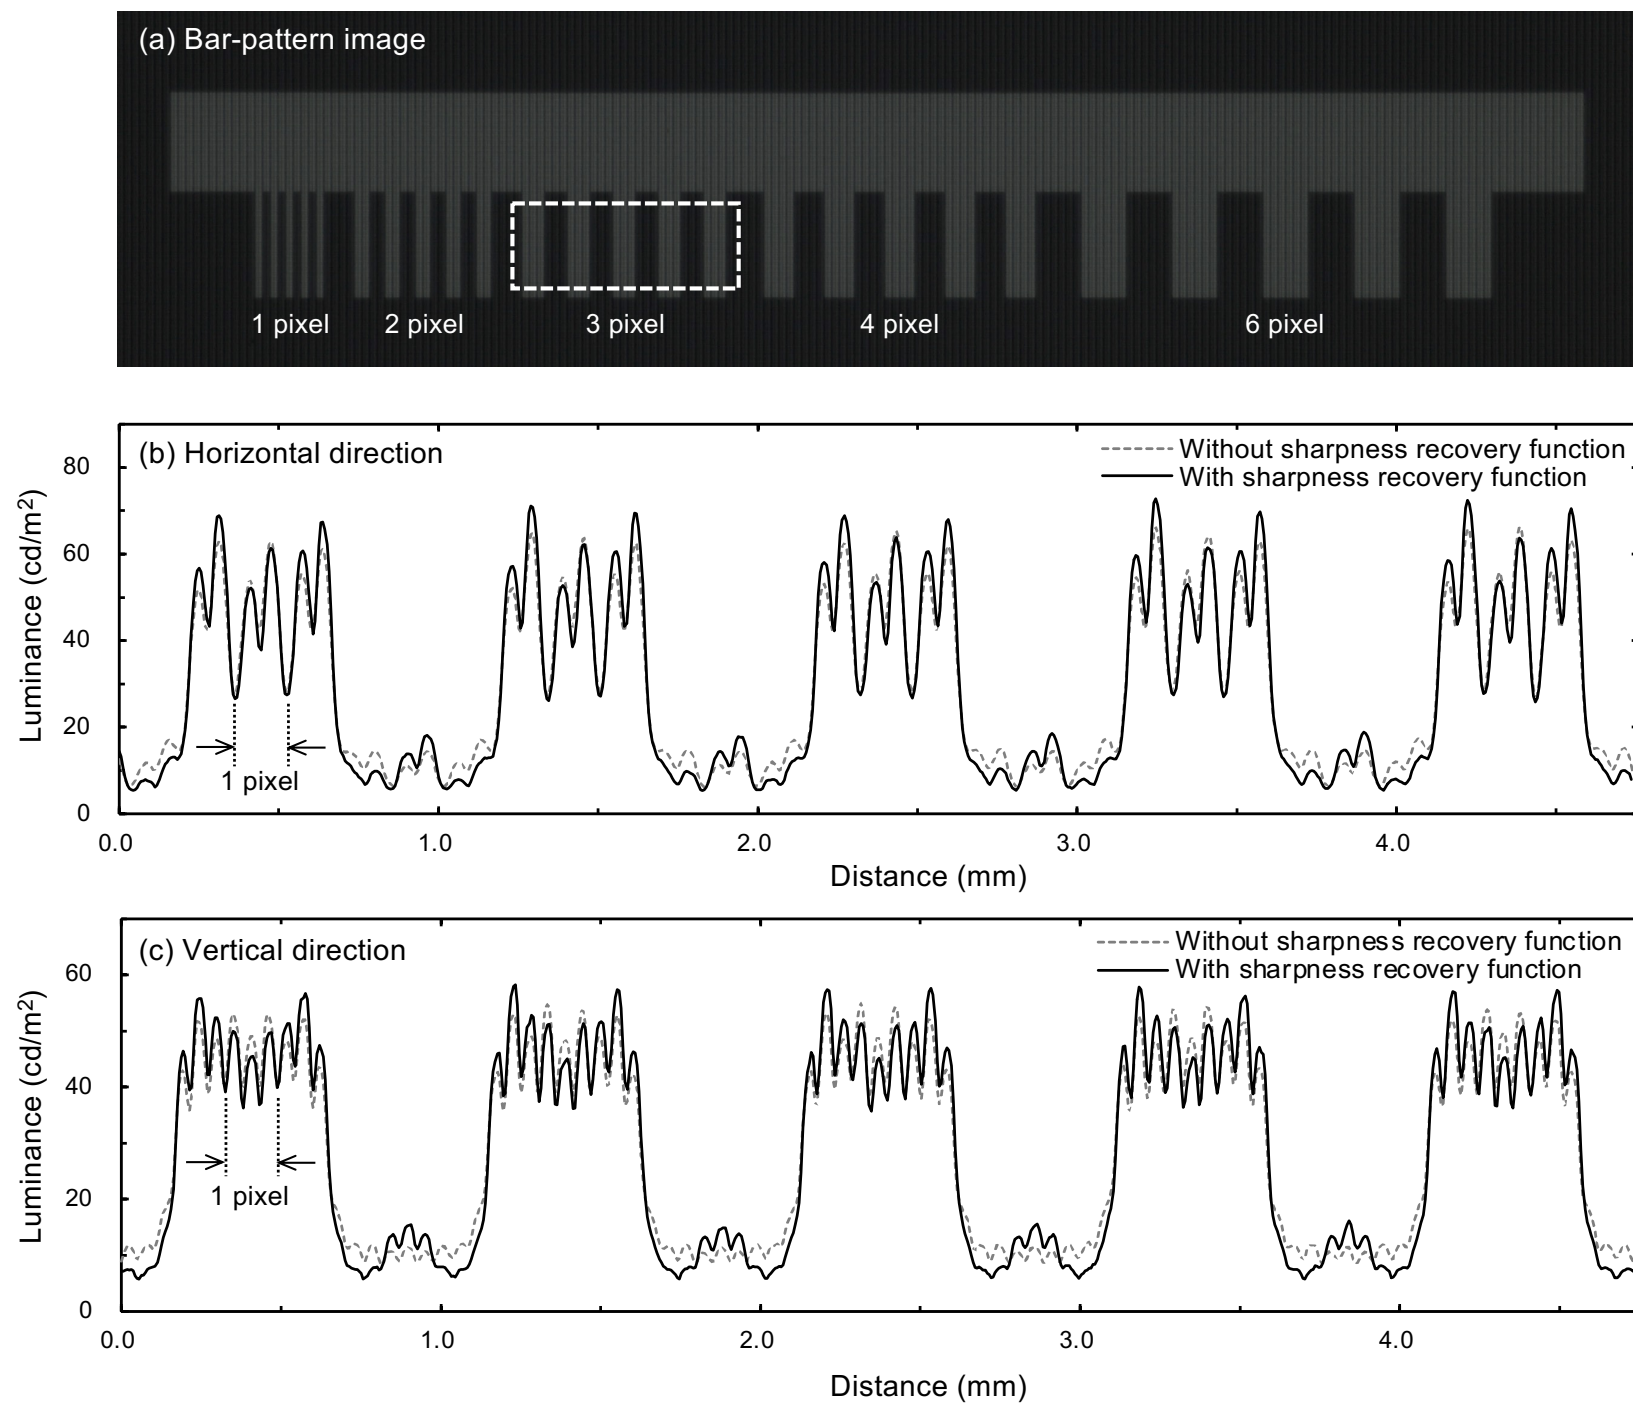 (a) Bar-pattern image
1 pixel 2 pixel 3 pixel 4 pixel 6 pixel
(b) Horizontal direction
Without sharpness recovery function
With sharpness recovery function
Luminance (cd/m²)
80
60
40
20
0
1 pixel
0.0 1.0 2.0 3.0 4.0
Distance (mm)
(c) Vertical direction
Without sharpness recovery function
With sharpness recovery function
Luminance (cd/m²)
60
40
20
0
1 pixel
0.0 1.0 2.0 3.0 4.0
Distance (mm)